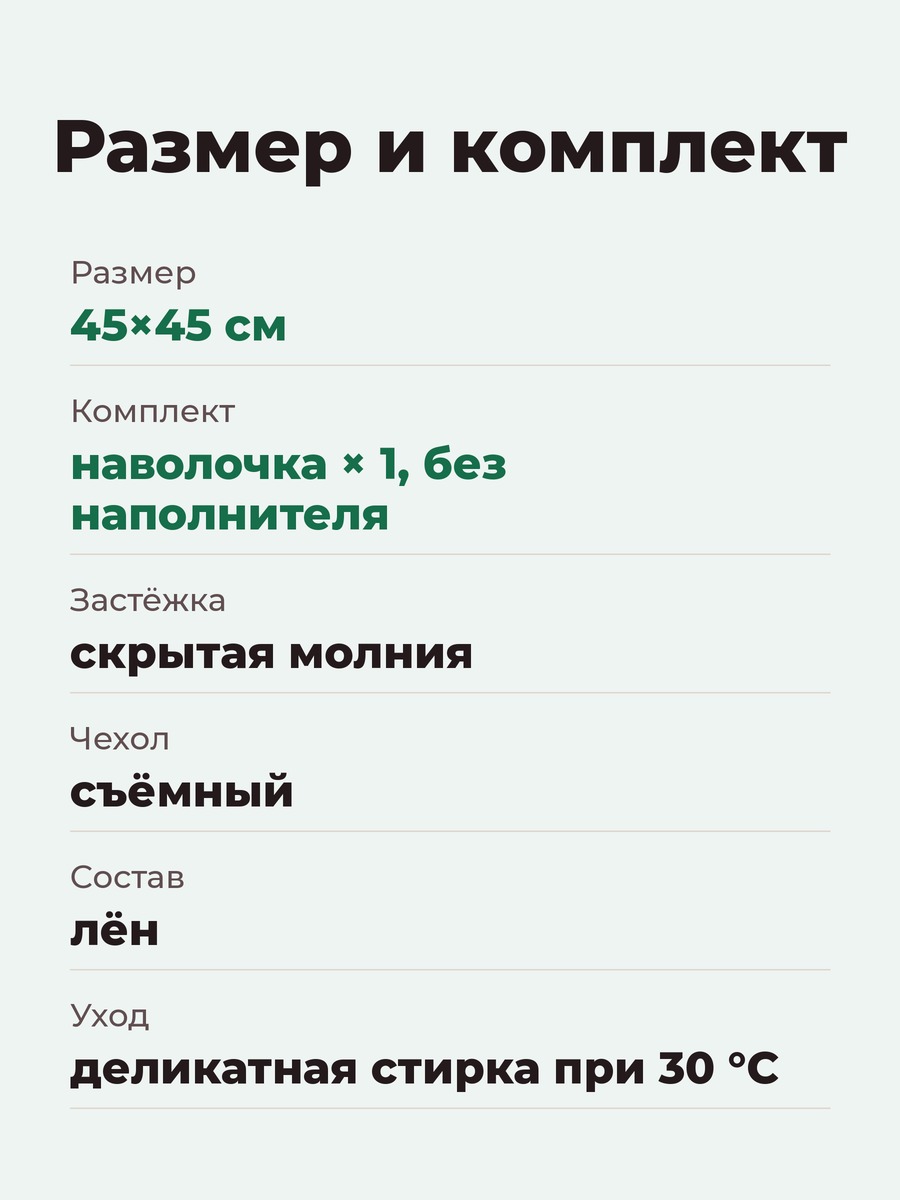 Размер и комплект
Размер
45×45 см
Комплект
наволочка × 1, без
наполнителя
Застёжка
скрытая молния
Чехол
съёмный
Состав
лён
Уход
деликатная стирка при 30 °C